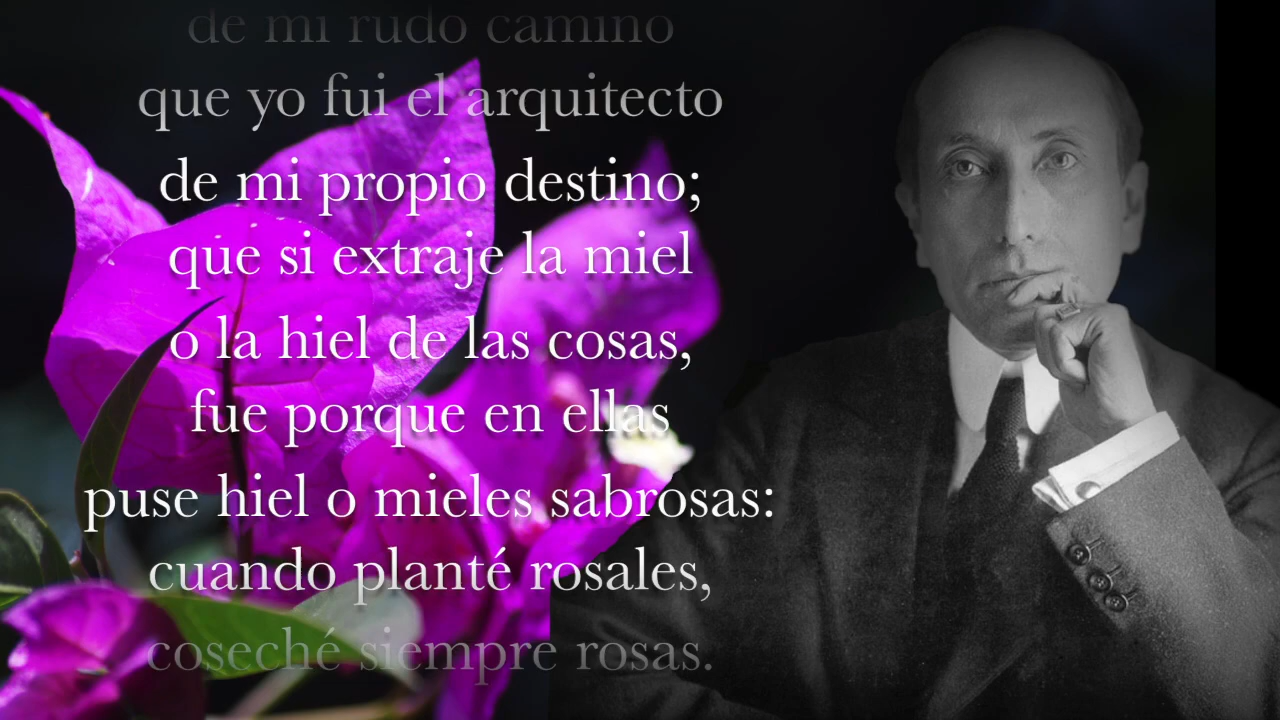 de mi rudo camino
que yo fui el arquitecto
de mi propio destino;
que si extraje la miel
o la hiel de las cosas,
fue porque en ellas
puse hiel o mieles sabrosas:
cuando planté rosales,
coseché siempre rosas.